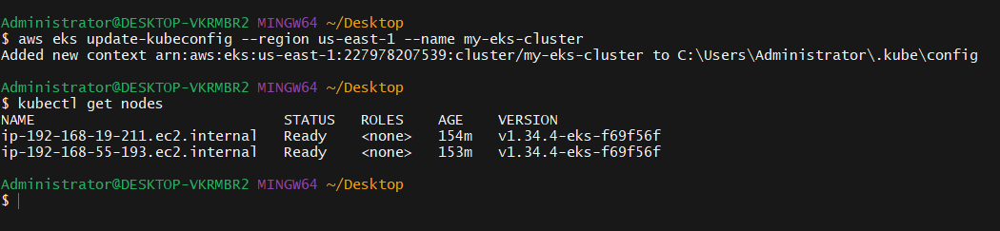 Administrator@DESKTOP-VKRMBR2 MINGW64 ~/Desktop
$ aws eks update-kubeconfig --region us-east-1 --name my-eks-cluster
Added new context arn:aws:eks:us-east-1:227978207539:cluster/my-eks-cluster to C:\Users\Administrator\.kube\config
Administrator@DESKTOP-VKRMBR2 MINGW64 ~/Desktop
$ kubectl get nodes
NAME STATUS ROLES AGE VERSION
ip-192-168-19-211.ec2.internal Ready <none> 154m v1.34.4-eks-f69f56f
ip-192-168-55-193.ec2.internal Ready <none> 153m v1.34.4-eks-f69f56f
Administrator@DESKTOP-VKRMBR2 MINGW64 ~/Desktop
$